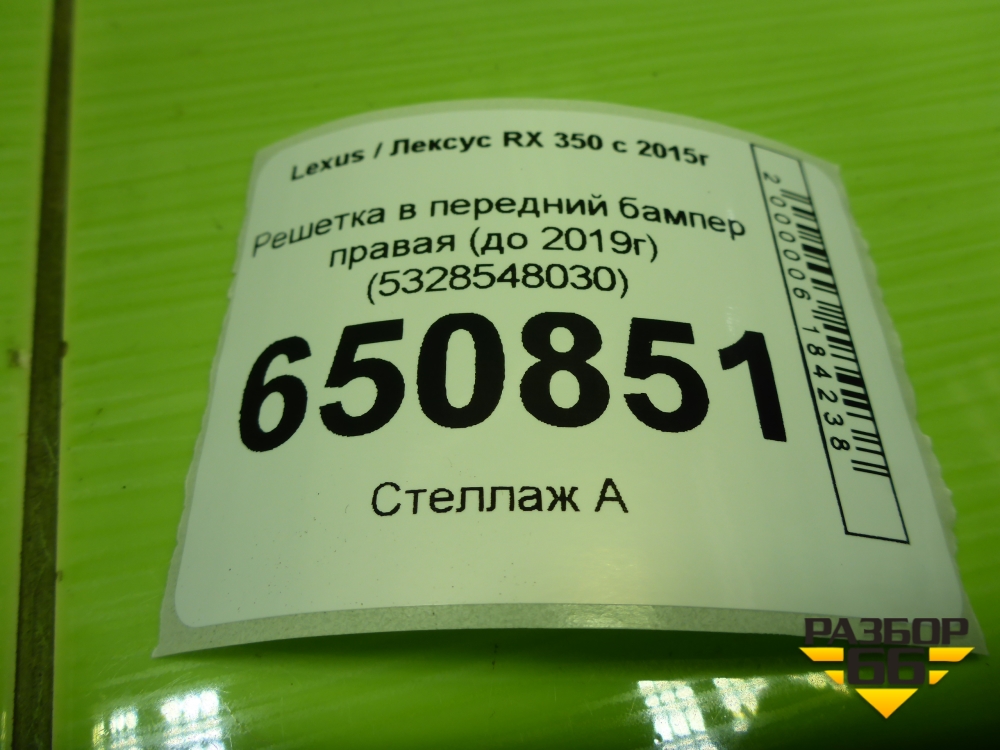 Lexus / Лексус RX 350 с 2015г
Решетка в передний бампер
правая (до 2019г)
(5328548030)
650851
Стеллаж А
2000006184238
РАЗБОР
66